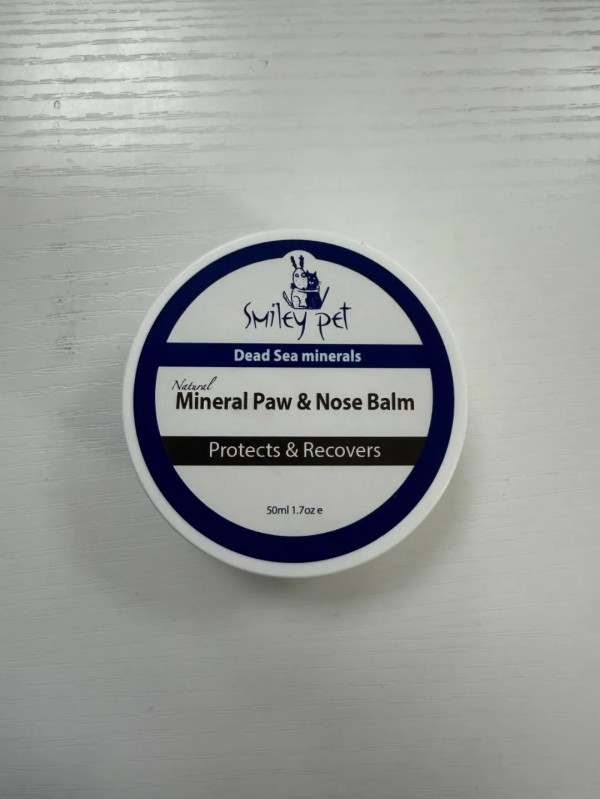 Smiley pet
Dead Sea minerals
Natural
Mineral Paw & Nose Balm
Protects & Recovers
50ml 1.7oz e